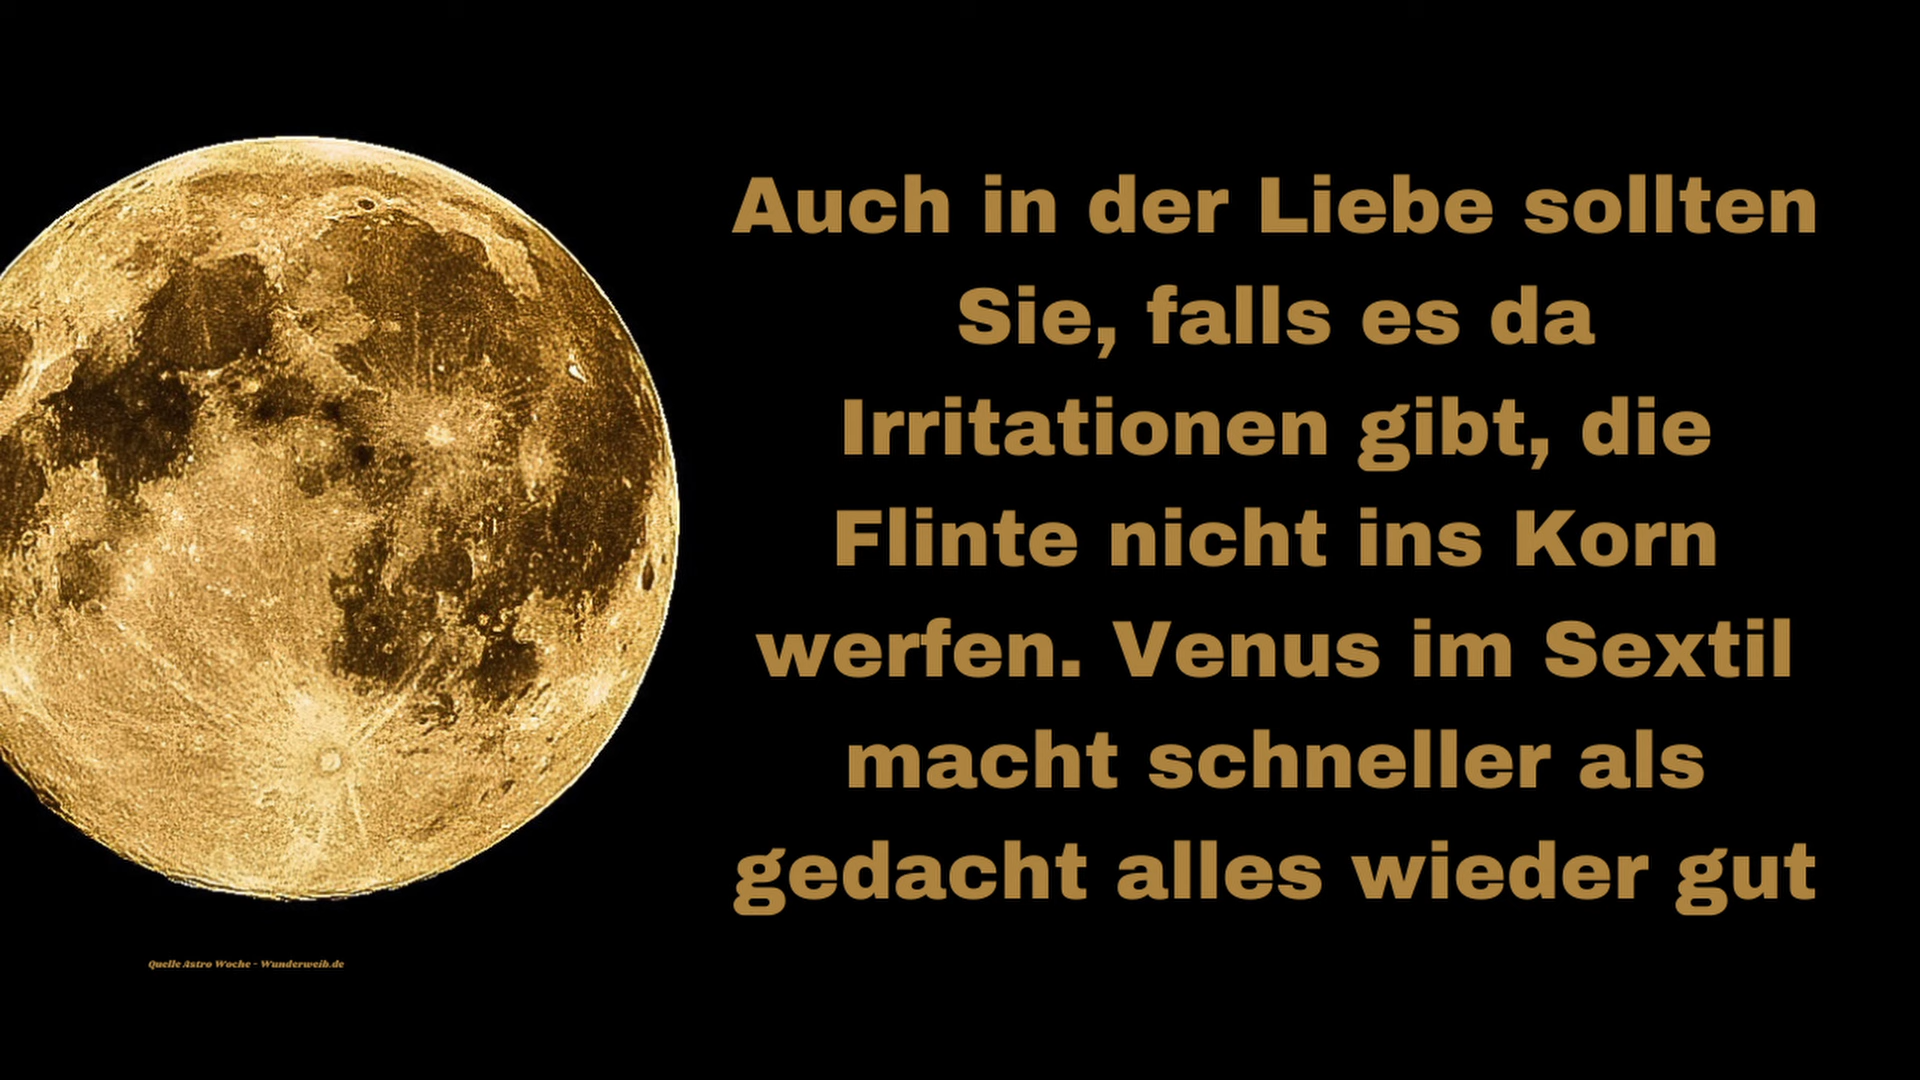 Auch in der Liebe sollten
Sie, falls es da
Irritationen gibt, die
Flinte nicht ins Korn
werfen. Venus im Sextil
macht schneller als
gedacht alles wieder gut
Quelle Astro Woche - Wunderweib.de